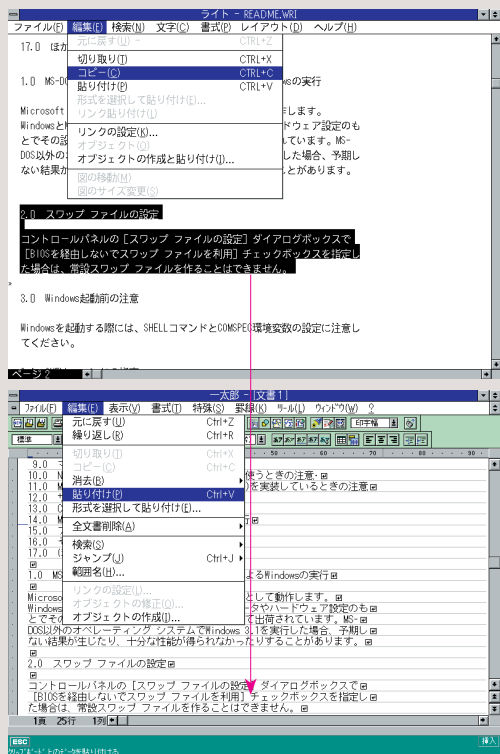 ライト － README.WRI
ファイル(F) 編集(E) 検索(N) 文字(C) 書式(P) レイアウト(D) ヘルプ(H)
元に戻す(U) ~ CTRL+Z
切り取り(T) CTRL+X
コピー(C) CTRL+C
貼り付け(P) CTRL+V
形式を選択して貼り付け(E)...
リンク貼り付け(L)
リンクの設定(K)...
オブジェクト(O)
オブジェクトの作成と貼り付け(I)...
図の移動(M)
図のサイズ変更(S)
17.0 ほか
1.0 MS-DO sの実行
Microsoft します。
WindowsとM ドウェア設定のも
とでその設 ています。MS-
DOS以外の した場合、予期し
ない結果か とがあります。
2.0 スワップ ファイルの設定
コントロールパネルの [スワップ ファイルの設定] ダイアログボックスで
[BIOSを経由しないでスワップ ファイルを利用] チェックボックスを指定し
た場合は、常設スワップ ファイルを作ることはできません。
3.0 Windows起動前の注意
Windowsを起動する際には、SHELLコマンドとCOMSPEC環境変数の設定に注意し
てください。
ページ 2
一太郎 － [文書1]
ファイル(F) 編集(E) 表示(V) 書式(T) 特殊(S) 罫線(K) ツール(L) ウィンドウ(W) ?
元に戻す(U) Ctrl+Z
繰り返し(R) Ctrl+R
切り取り(T) Ctrl+X
コピー(C) Ctrl+C
消去(B)
貼り付け(P) Ctrl+V
形式を選択して貼り付け(E)...
全文書削除(A)
検索(S)
ジャンプ(J) Ctrl+J
範囲名(H)...
リンクの設定(L)...
オブジェクトの修正(O)...
オブジェクトの作成(I)...
印字幅
標準
50 60 70 80 90
9.0
10.0 N 使うときの注意
11.0 M )を実装しているときの注意
12.0
13.0 C
14.0 M 行
15.0
16.0
17.0
1.0 MS よるWindowsの実行
Microso として動作します。
Windows ータやハードウェア設定のも
とでそ て出荷されています。MS-
DOS以外のオペレーティング システムでWindows 3.1を実行した場合、予期し
ない結果が生じたり、十分な性能が得られなかったりすることがあります。
2.0 スワップ ファイルの設定
コントロールパネルの [スワップ ファイルの設定] ダイアログボックスで
[BIOSを経由しないでスワップ ファイルを利用] チェックボックスを指定し
た場合は、常設スワップ ファイルを作ることはできません。
1頁 25行 1列
ESC 挿入
クリップボード上のデータを貼り付ける